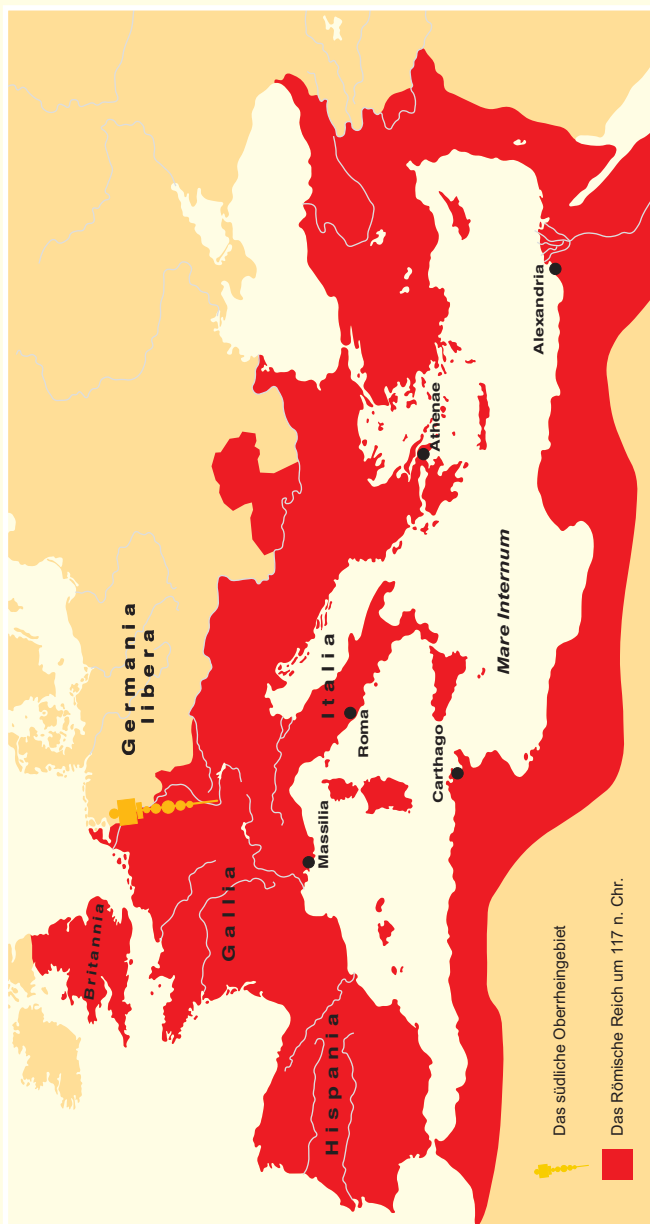 Britannia
Germania
libera
Gallia
Hispania
Italia
Massilia
Roma
Carthago
Athenae
Alexandria
Mare Internum
Das südliche Oberrheingebiet
Das Römische Reich um 117 n. Chr.